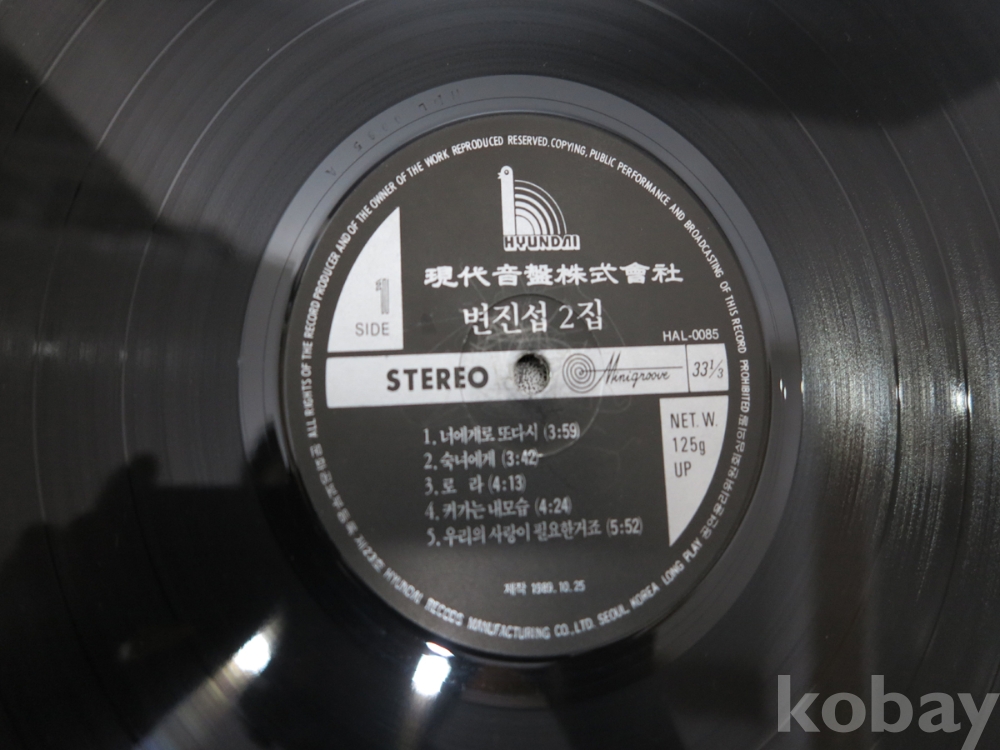 ALL RIGHTS OF THE RECORD PRODUCER AND OF THE OWNER OF THE WORK REPRODUCED RESERVED. COPYING, PUBLIC PERFORMANCE AND BROADCASTING OF THIS RECORD PROHIBITED
HYUNDAI
現代音盤株式會社
변진섭 2집
HAL-0085
1
SIDE
STEREO
33 1/3
NET. W.
125g
UP
1. 너에게로 또다시 (3:59)
2. 숙녀에게 (3:42)
3. 로 라 (4:13)
4. 커가는 내모습 (4:24)
5. 우리의 사랑이 필요한거죠 (5:52)
제작 1989. 10. 25
HYUNDAI RECODS MANUFACTURING CO., LTD. SEOUL, KOREA LONG PLAY
kobay